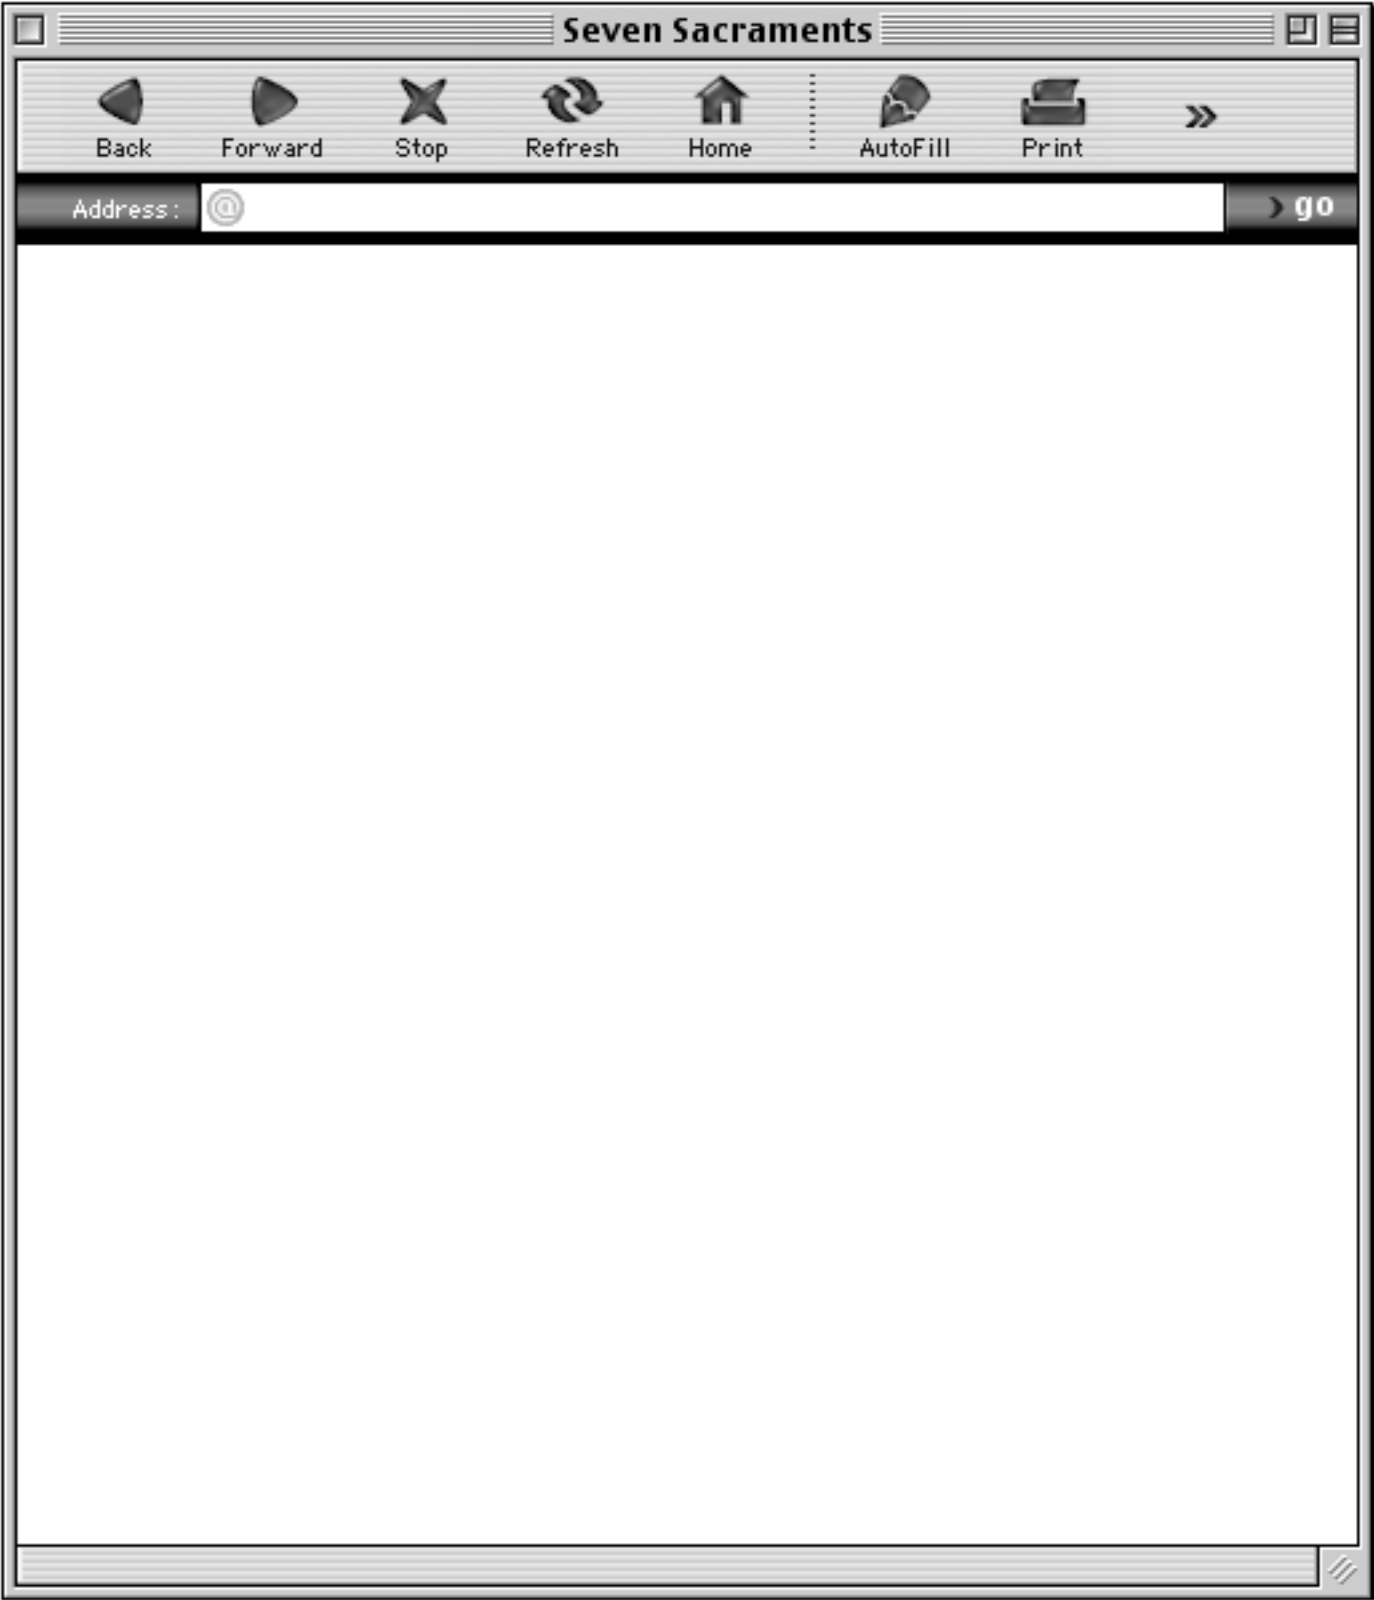 Seven Sacraments
Back Forward Stop Refresh Home AutoFill Print »
Address: @ › go